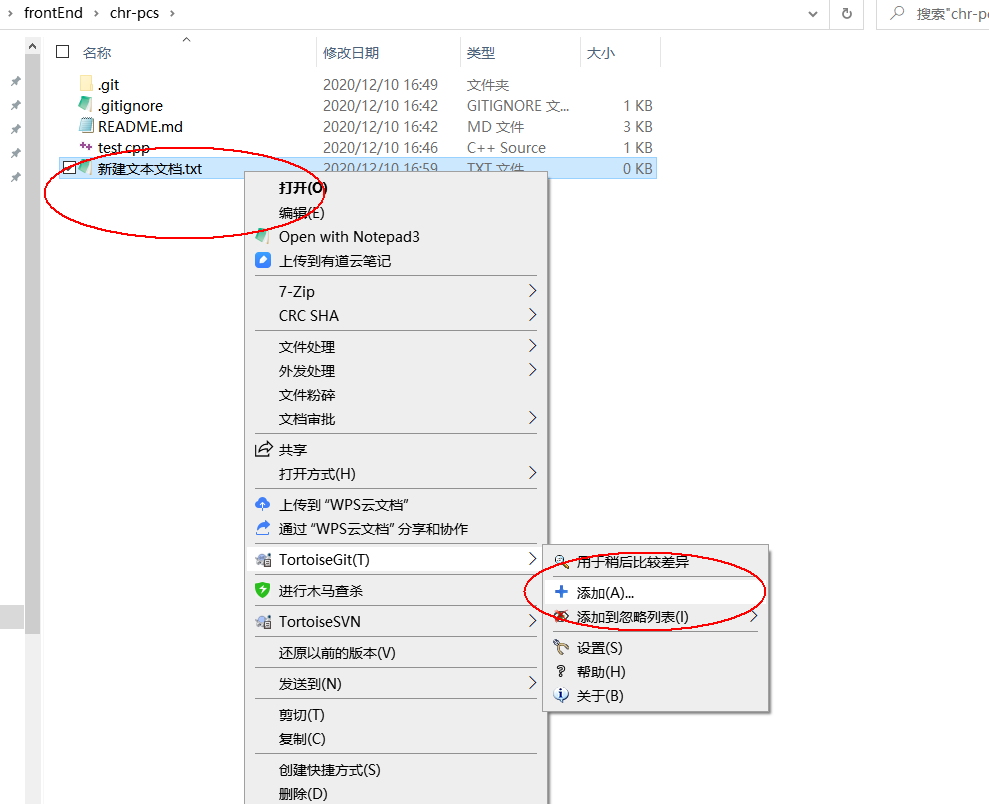 frontEnd › chr-pcs ›
搜索"chr-p
名称 修改日期 类型 大小
.git 2020/12/10 16:49 文件夹
.gitignore 2020/12/10 16:42 GITIGNORE 文... 1 KB
README.md 2020/12/10 16:42 MD 文件 3 KB
test.cpp 2020/12/10 16:46 C++ Source 1 KB
新建文本文档.txt 2020/12/10 16:59 TXT 文件 0 KB
打开(O)
编辑(E)
Open with Notepad3
上传到有道云笔记
7-Zip
CRC SHA
文件处理
外发处理
文件粉碎
文档审批
共享
打开方式(H)
上传到 “WPS云文档”
通过 “WPS云文档” 分享和协作
TortoiseGit(T)
进行木马查杀
TortoiseSVN
还原以前的版本(V)
发送到(N)
剪切(T)
复制(C)
创建快捷方式(S)
删除(D)
用于稍后比较差异
添加(A)...
添加到忽略列表(I)
设置(S)
帮助(H)
关于(B)